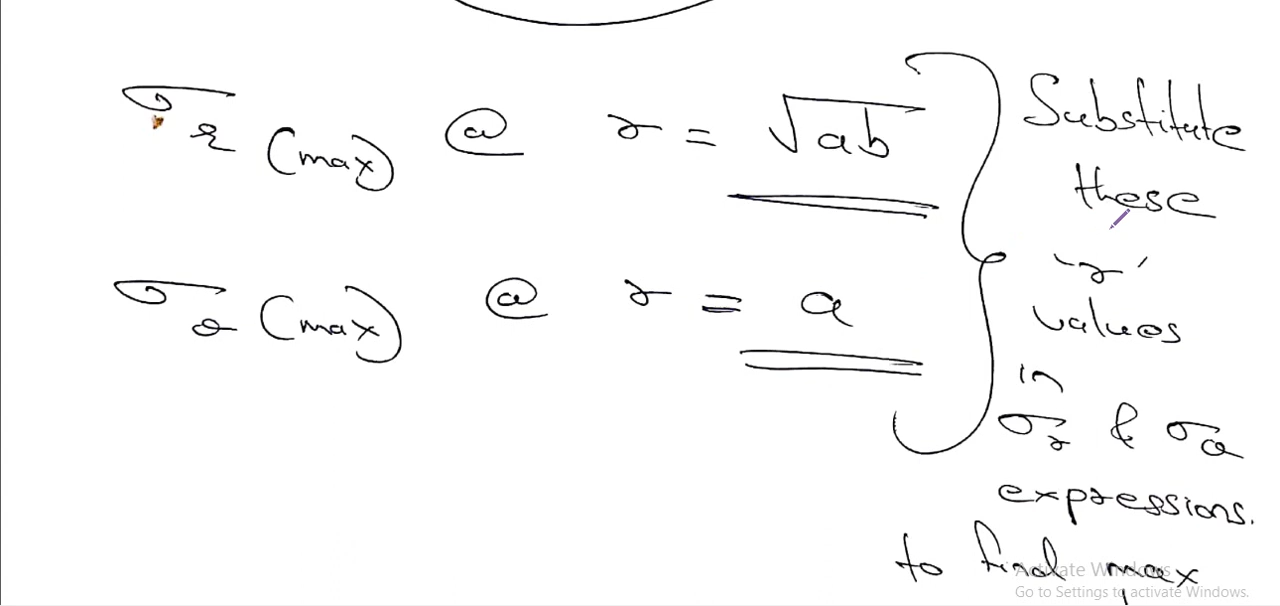 σr (max) @ r = √ab
σθ (max) @ r = a
Substitute
these
'r'
values
in
σr & σθ
expressions.
to find max
Activate Windows
Go to Settings to activate Windows.